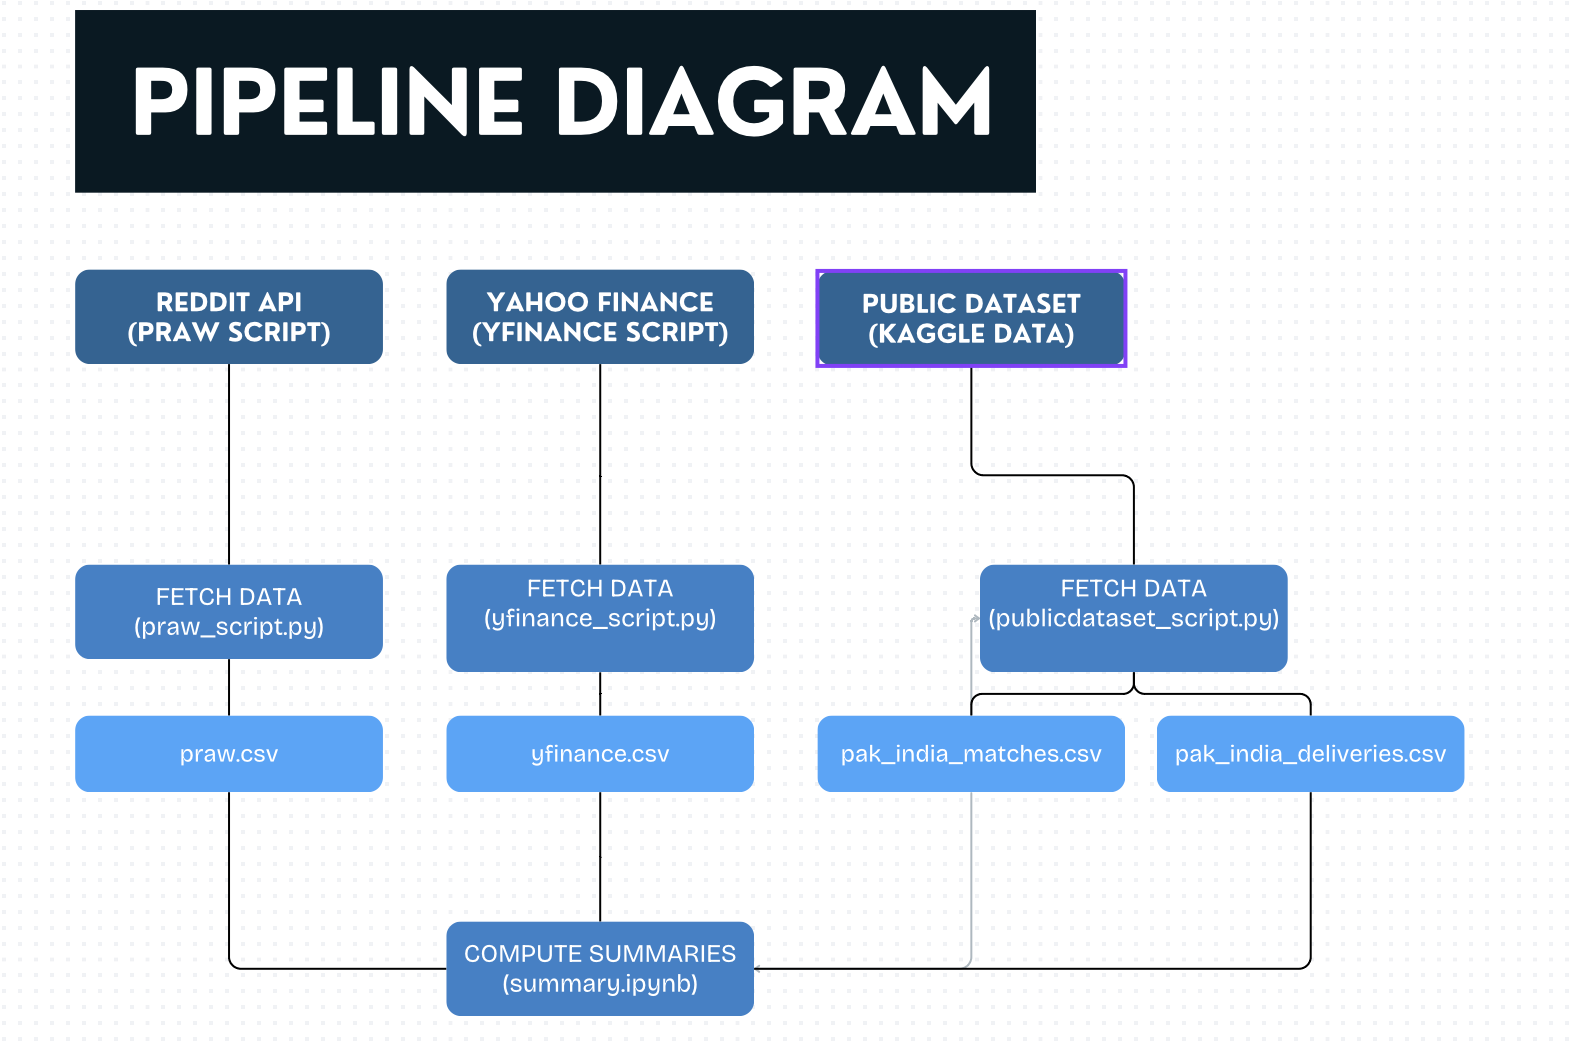 PIPELINE DIAGRAM
REDDIT API
(PRAW SCRIPT)
YAHOO FINANCE
(YFINANCE SCRIPT)
PUBLIC DATASET
(KAGGLE DATA)
FETCH DATA
(praw_script.py)
FETCH DATA
(yfinance_script.py)
FETCH DATA
(publicdataset_script.py)
praw.csv
yfinance.csv
pak_india_matches.csv
pak_india_deliveries.csv
COMPUTE SUMMARIES
(summary.ipynb)